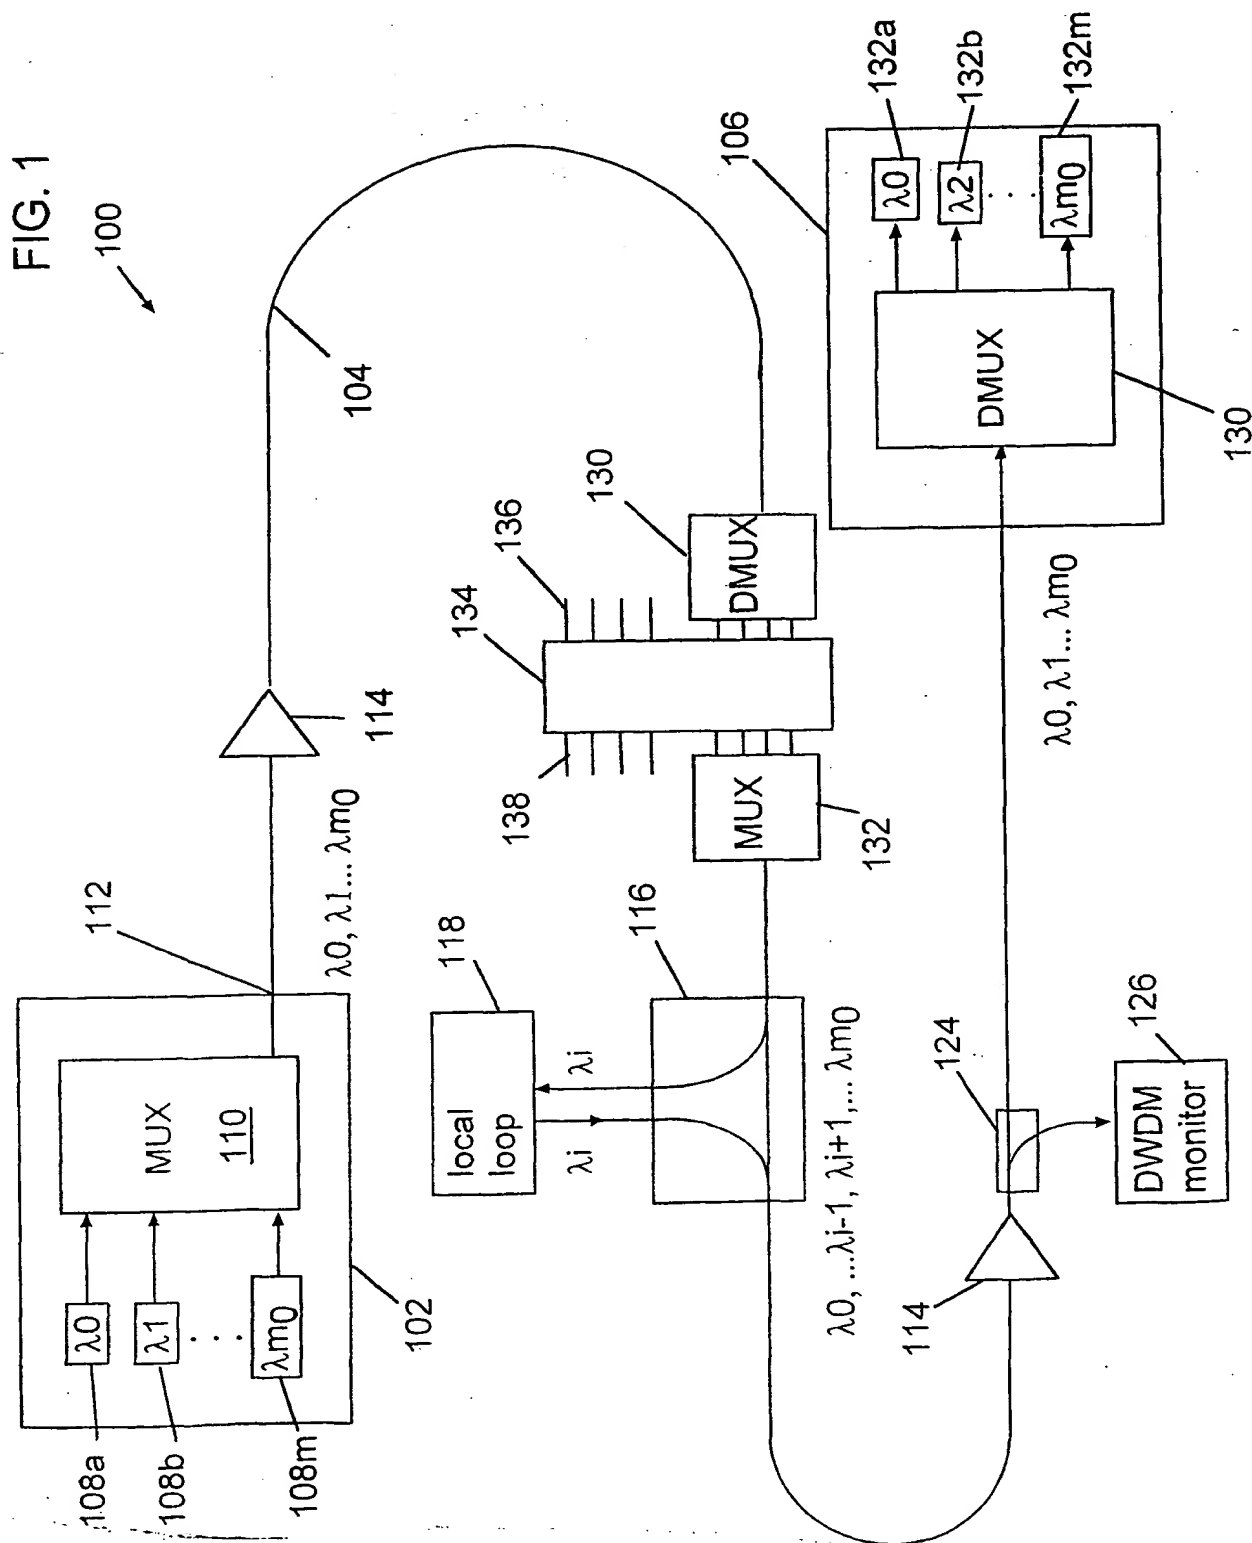 FIG. 1
100
108a
108b
108m
λ0
λ1
. . . .
λm0
MUX
110
102
112
λ0, λ1... λm0
114
104
118
local
loop
λi
λi
116
138
134
136
MUX
132
DMUX
130
λ0, ...λi-1, λi+1,... λm0
114
124
DWDM
monitor
126
λ0, λ1... λm0
106
DMUX
130
λ0
λ2
. . . .
λm0
132a
132b
132m